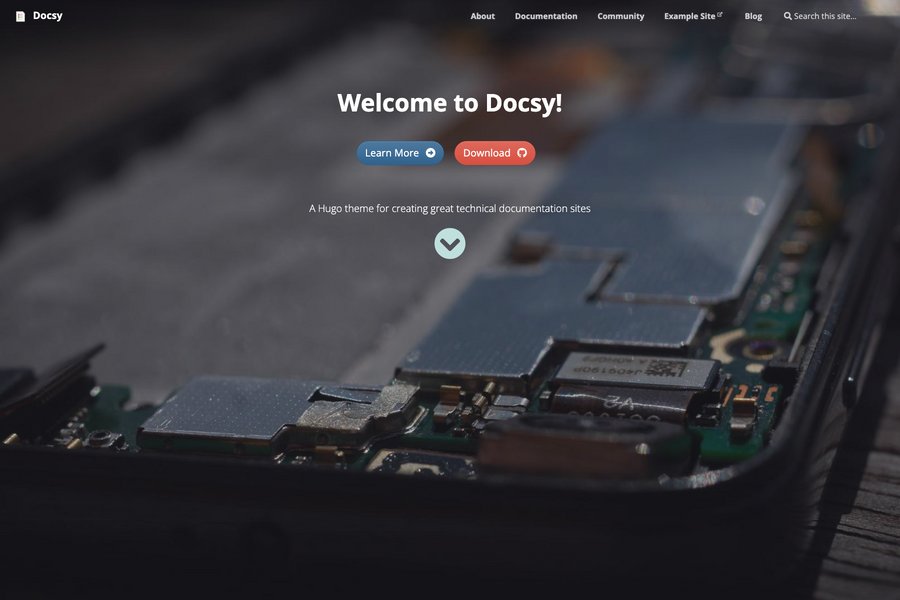 Docsy
About Documentation Community Example Site Blog Search this site…
Welcome to Docsy!
Learn More Download
A Hugo theme for creating great technical documentation sites